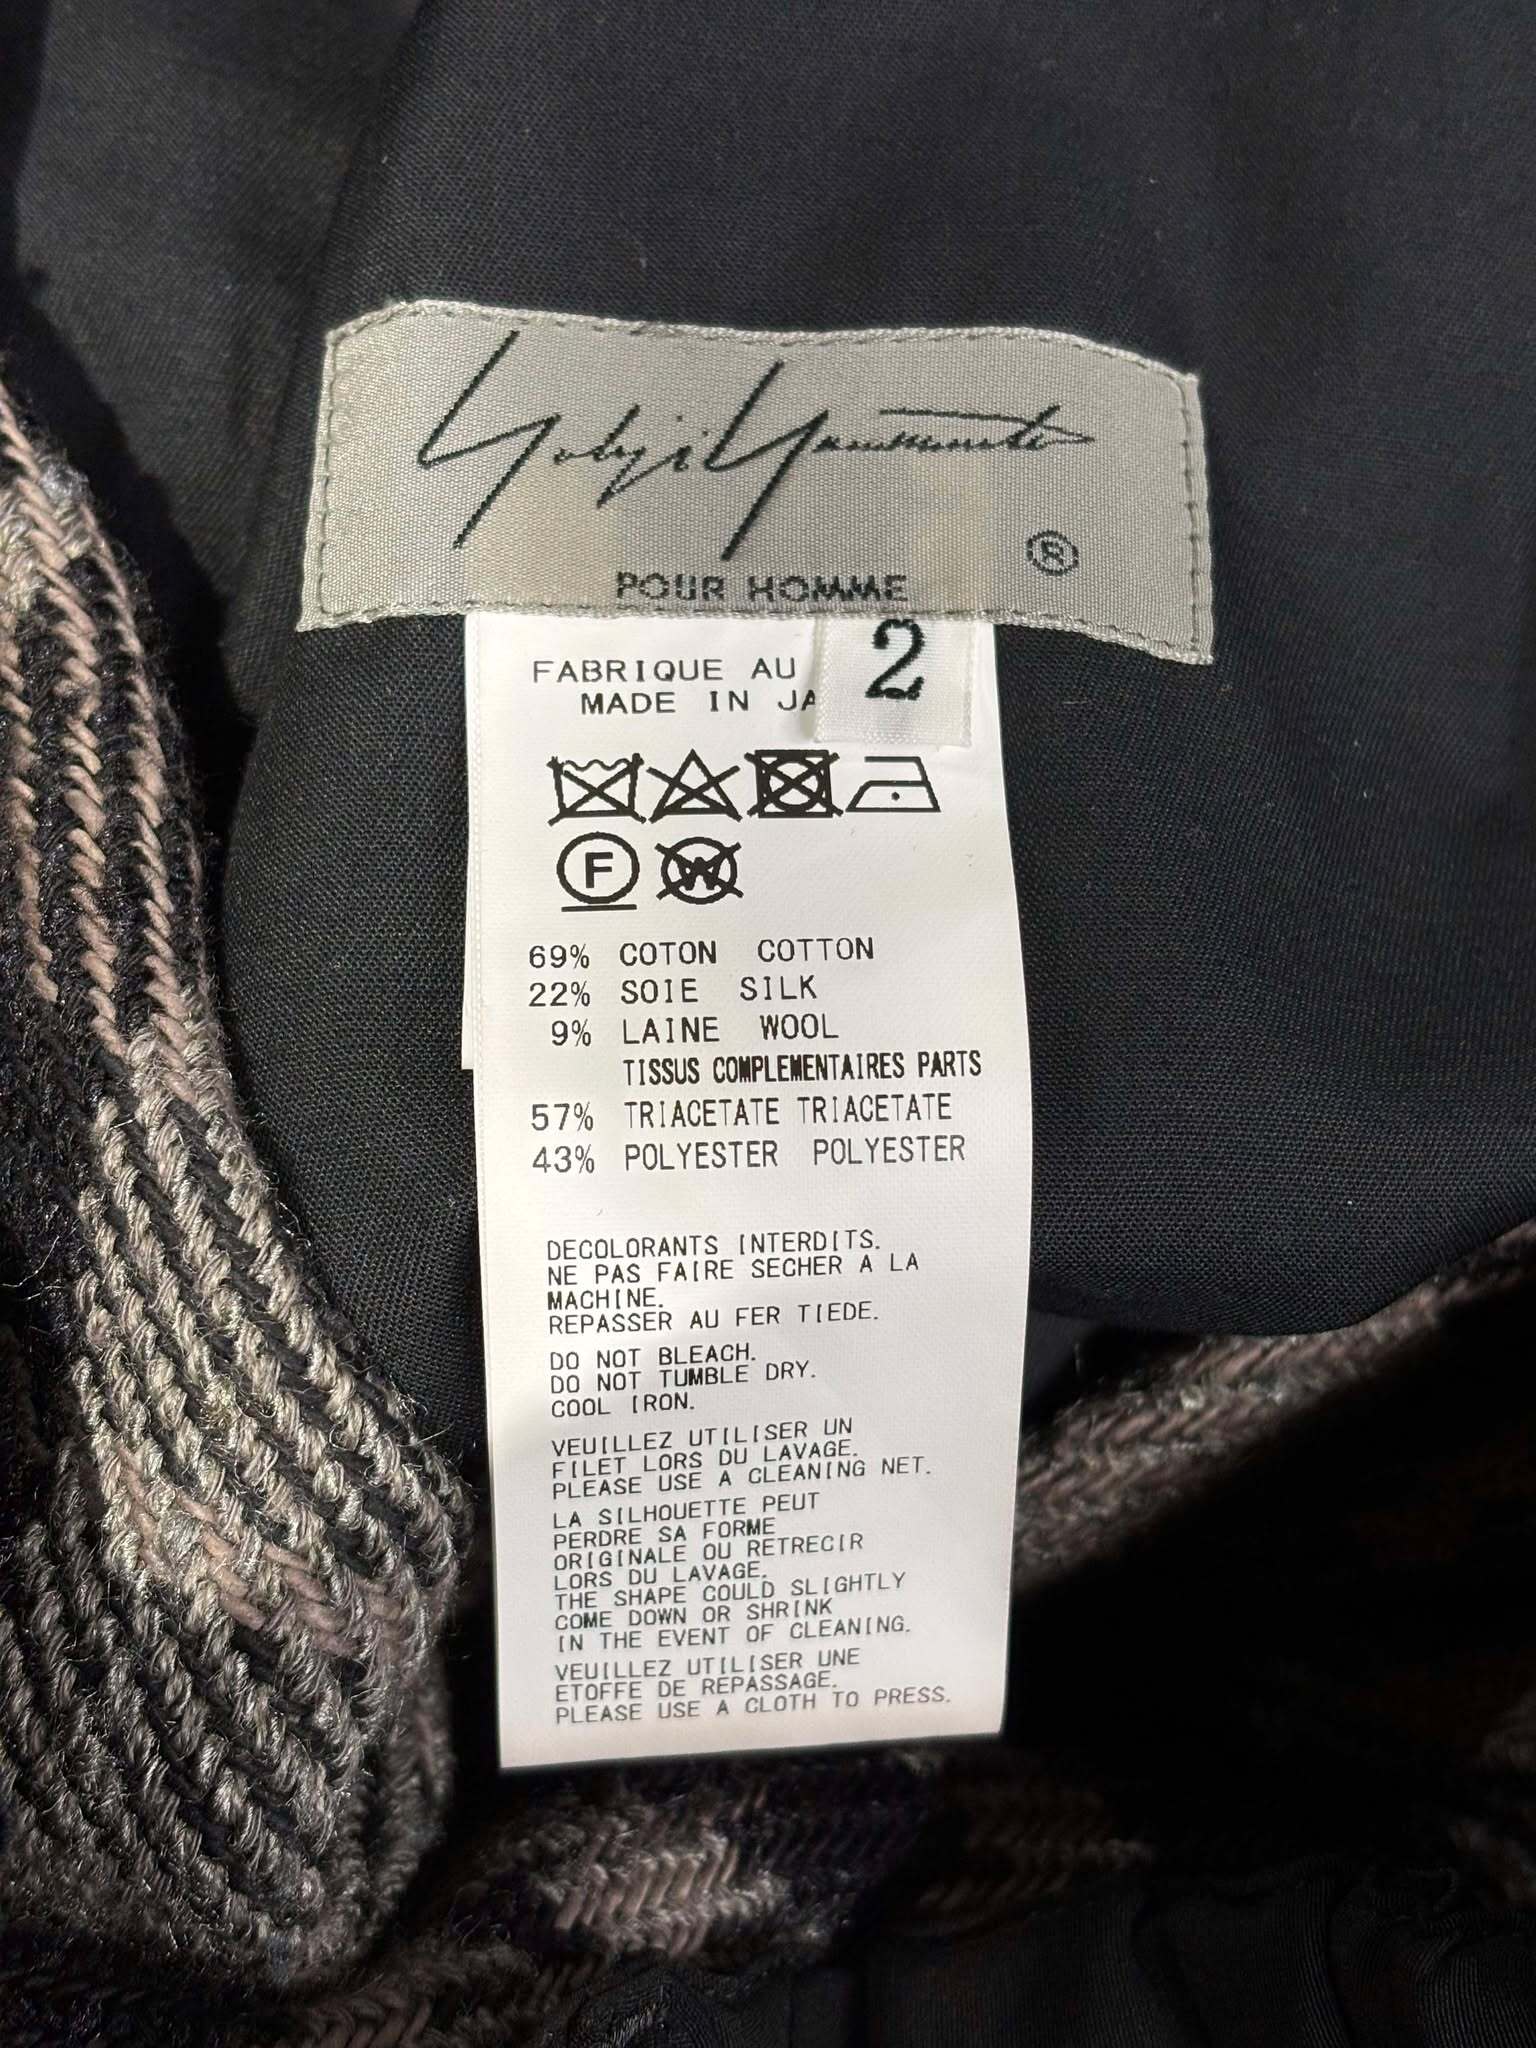 Yohji Yamamoto
®
POUR HOMME
2
FABRIQUE AU
MADE IN JA
F
W
69% COTON COTTON
22% SOIE SILK
9% LAINE WOOL
TISSUS COMPLEMENTAIRES PARTS
57% TRIACETATE TRIACETATE
43% POLYESTER POLYESTER
DECOLORANTS INTERDITS.
NE PAS FAIRE SECHER A LA
MACHINE.
REPASSER AU FER TIEDE.
DO NOT BLEACH.
DO NOT TUMBLE DRY.
COOL IRON.
VEUILLEZ UTILISER UN
FILET LORS DU LAVAGE.
PLEASE USE A CLEANING NET.
LA SILHOUETTE PEUT
PERDRE SA FORME
ORIGINALE OU RETRECIR
LORS DU LAVAGE.
THE SHAPE COULD SLIGHTLY
COME DOWN OR SHRINK
IN THE EVENT OF CLEANING.
VEUILLEZ UTILISER UNE
ETOFFE DE REPASSAGE.
PLEASE USE A CLOTH TO PRESS.